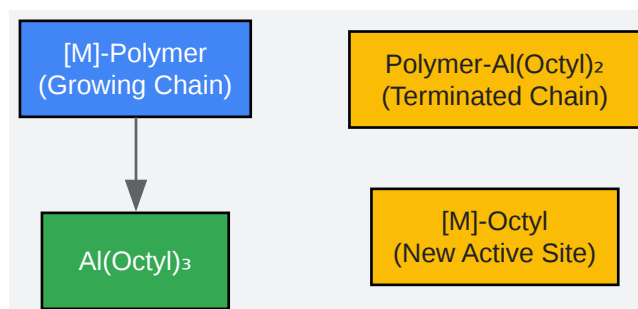 [M]-Polymer
(Growing Chain)
Polymer-Al(Octyl)₂
(Terminated Chain)
Al(Octyl)₃
[M]-Octyl
(New Active Site)